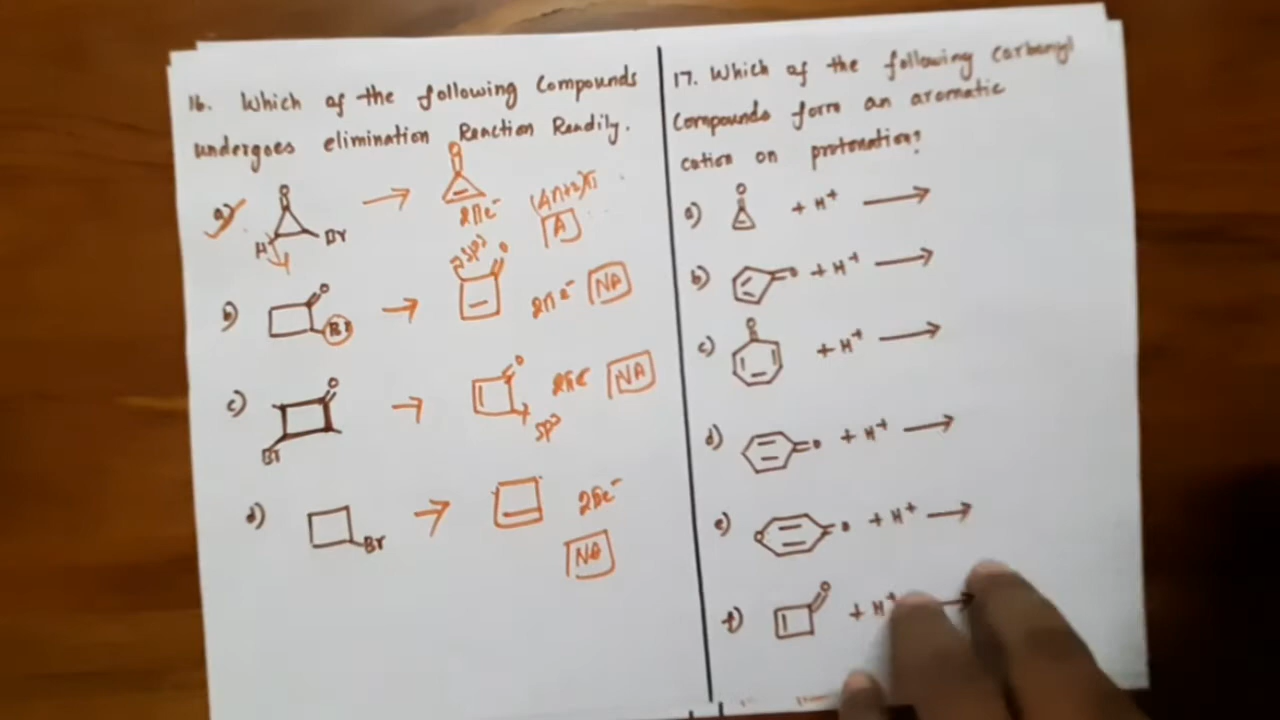 16. Which of the following Compounds
undergoes elimination Reaction Readily.
a) O H Br → O 2πe⁻ (4n+2)π A
b) O Br → sp³ O 2πe⁻ NA
c) O Br → O 2πe⁻ NA
sp³
d) Br → 2πe⁻
NA
17. Which of the following Carbonyl
Compounds form an aromatic
cation on protonation?
a) O + H⁺ →
b) O + H⁺ →
c) O + H⁺ →
d) O + H⁺ →
e) O O + H⁺ →
f) O + H⁺ →